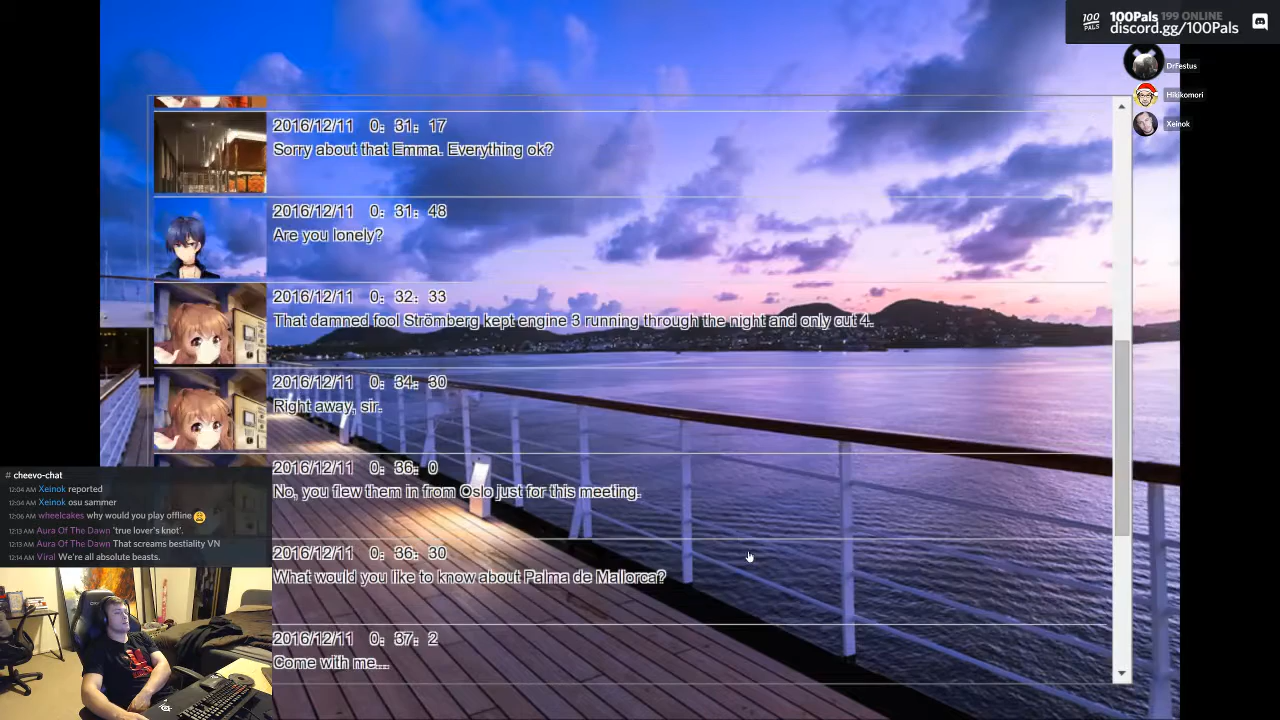 100Pals 199 ONLINE
100 PALS
discord.gg/100Pals
DrFestus
Hikikomori
Xeinok
2016/12/11 0: 31: 17
Sorry about that Emma. Everything ok?
2016/12/11 0: 31: 48
Are you lonely?
2016/12/11 0: 32: 33
That damned fool Strömberg kept engine 3 running through the night and only cut 4.
2016/12/11 0: 34: 30
Right away, sir.
2016/12/11 0: 36: 0
No, you flew them in from Oslo just for this meeting.
2016/12/11 0: 36: 30
What would you like to know about Palma de Mallorca?
2016/12/11 0: 37: 2
Come with me...
# cheevo-chat
12:04 AM Xeinok reported
12:04 AM Xeinok osu sammer
12:06 AM wheelcakes why would you play offline
12:13 AM Aura Of The Dawn 'true lover's knot'.
12:13 AM Aura Of The Dawn That screams bestiality VN
12:14 AM Viral We're all absolute beasts.